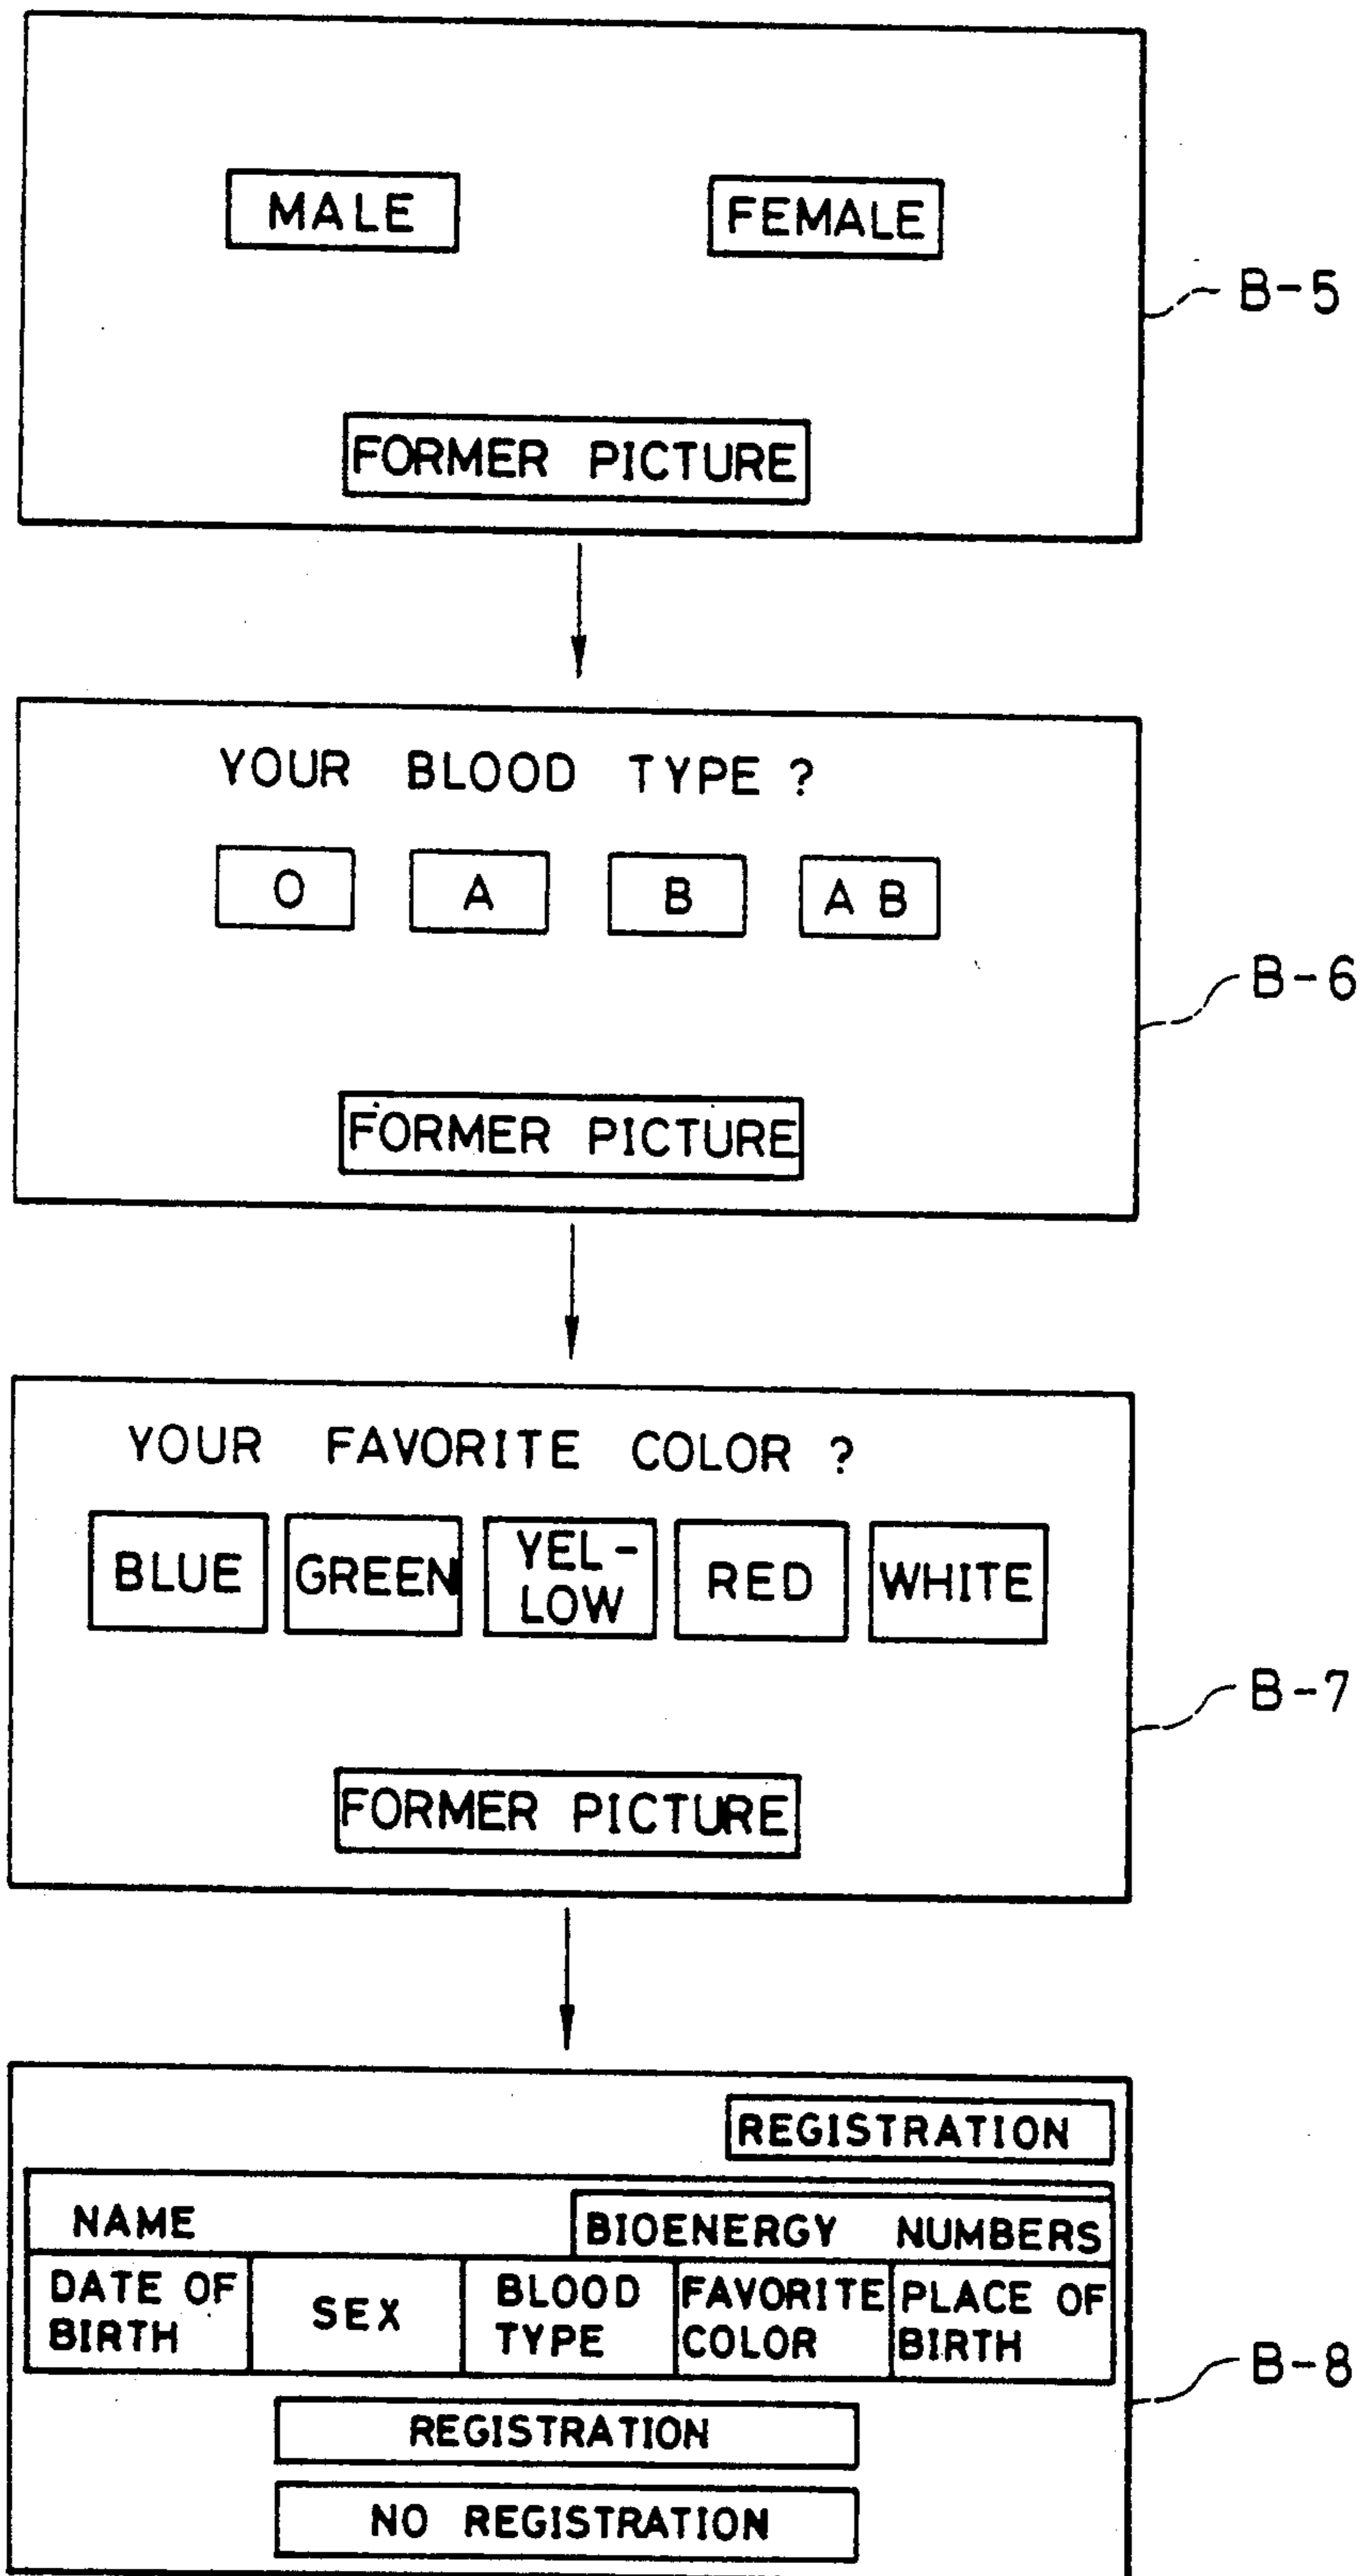 MALE FEMALE
B-5
FORMER PICTURE
YOUR BLOOD TYPE ?
O A B A B
B-6
FORMER PICTURE
YOUR FAVORITE COLOR ?
BLUE GREEN YEL-
LOW RED WHITE
B-7
FORMER PICTURE
REGISTRATION
NAME BIOENERGY NUMBERS
DATE OF
BIRTH
SEX
BLOOD
TYPE
FAVORITE
COLOR
PLACE OF
BIRTH
B-8
REGISTRATION
NO REGISTRATION